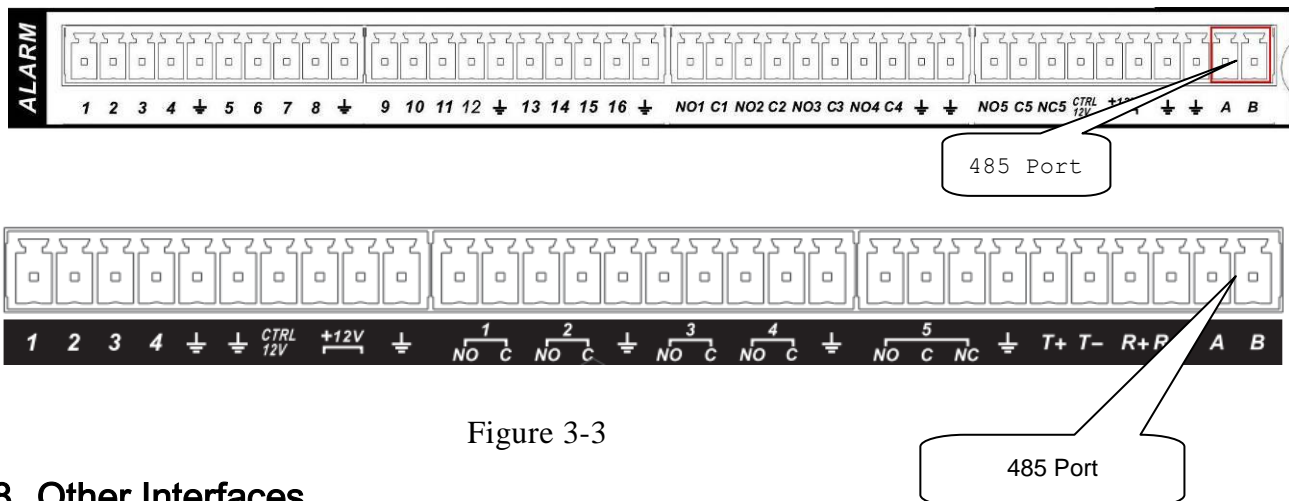 ALARM
1 2 3 4 ⏚ 5 6 7 8 ⏚ 9 10 11 12 ⏚ 13 14 15 16 ⏚ NO1 C1 NO2 C2 NO3 C3 NO4 C4 ⏚ ⏚ NO5 C5 NC5 CTRL 12V ⏚ ⏚ A B
485 Port
1 2 3 4 ⏚ ⏚ CTRL 12V +12V ⏚ 1 NO C 2 NO C ⏚ 3 NO C 4 NO C ⏚ 5 NO C NC ⏚ T+ T− R+ A B
Figure 3-3
485 Port
Other Interfaces